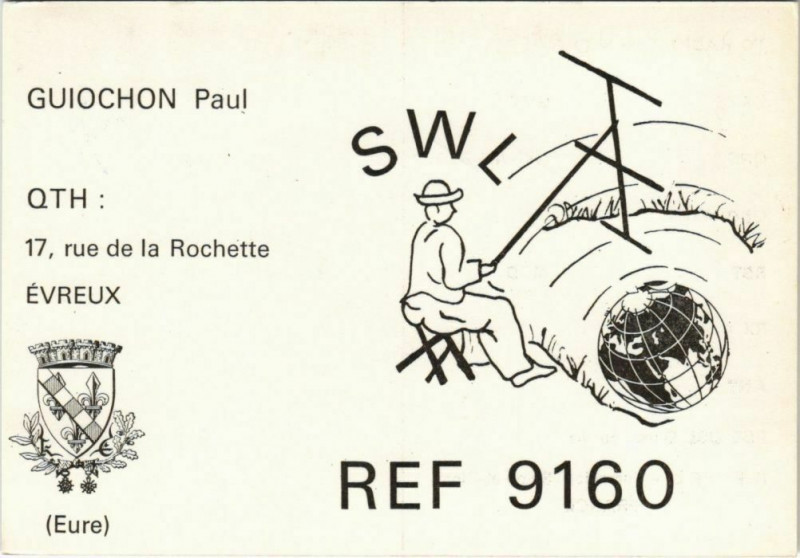 GUIOCHON Paul
QTH :
17, rue de la Rochette
ÉVREUX
(Eure)
SWL
REF 9160